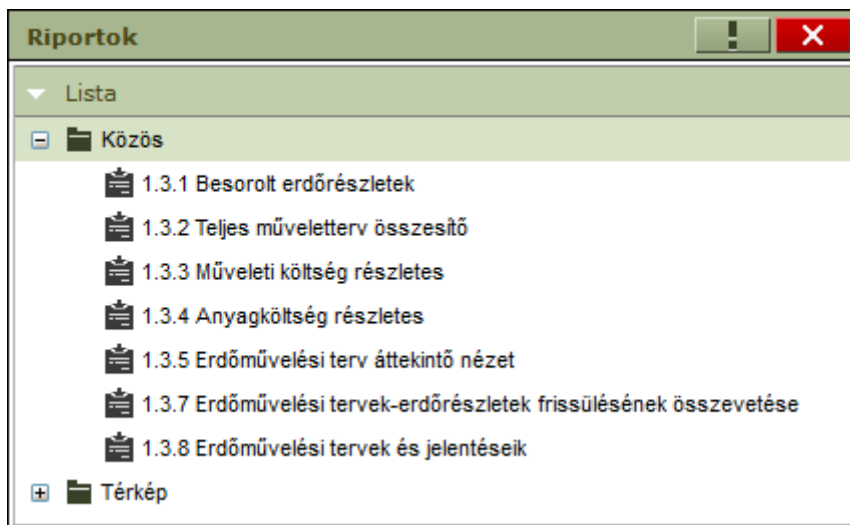 Riportok
Lista
Közös
1.3.1 Besorolt erdőrészletek
1.3.2 Teljes műveletterv összesítő
1.3.3 Műveleti költség részletes
1.3.4 Anyagköltség részletes
1.3.5 Erdőművelési terv áttekintő nézet
1.3.7 Erdőművelési tervek-erdőrészletek frissülésének összevetése
1.3.8 Erdőművelési tervek és jelentéseik
Térkép